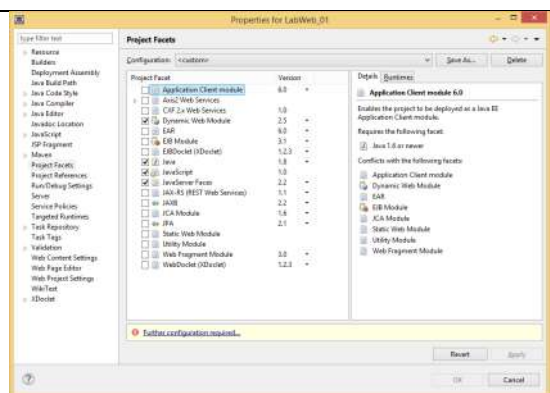 Properties for LabWeb_01
type filter text
Resource
Builders
Deployment Assembly
Java Build Path
Java Code Style
Java Compiler
Java Editor
Javadoc Location
JavaScript
JSP Fragment
Maven
Project Facets
Project References
Run/Debug Settings
Server
Service Policies
Targeted Runtimes
Task Repository
Task Tags
Validation
Web Content Settings
Web Page Editor
Web Project Settings
WikiText
XDoclet
Project Facets
Configuration: <custom>
Save As...
Delete
Project Facet Version
Application Client module 6.0
Axis2 Web Services
CXF 2.x Web Services 1.0
Dynamic Web Module 2.5
EAR 6.0
EJB Module 3.1
EJBDoclet (XDoclet) 1.2.3
Java 1.8
JavaScript 1.0
JavaServer Faces 2.2
JAX-RS (REST Web Services) 1.1
JAXB 2.2
JCA Module 1.6
JPA 2.1
Static Web Module
Utility Module
Web Fragment Module 3.0
WebDoclet (XDoclet) 1.2.3
Details Runtimes
Application Client module 6.0
Enables the project to be deployed as a Java EE
Application Client module.
Requires the following facet:
Java 1.6 or newer
Conflicts with the following facets:
Application Client module
Dynamic Web Module
EAR
EJB Module
JCA Module
Static Web Module
Utility Module
Web Fragment Module
Further configuration required...
Revert
Apply
OK
Cancel